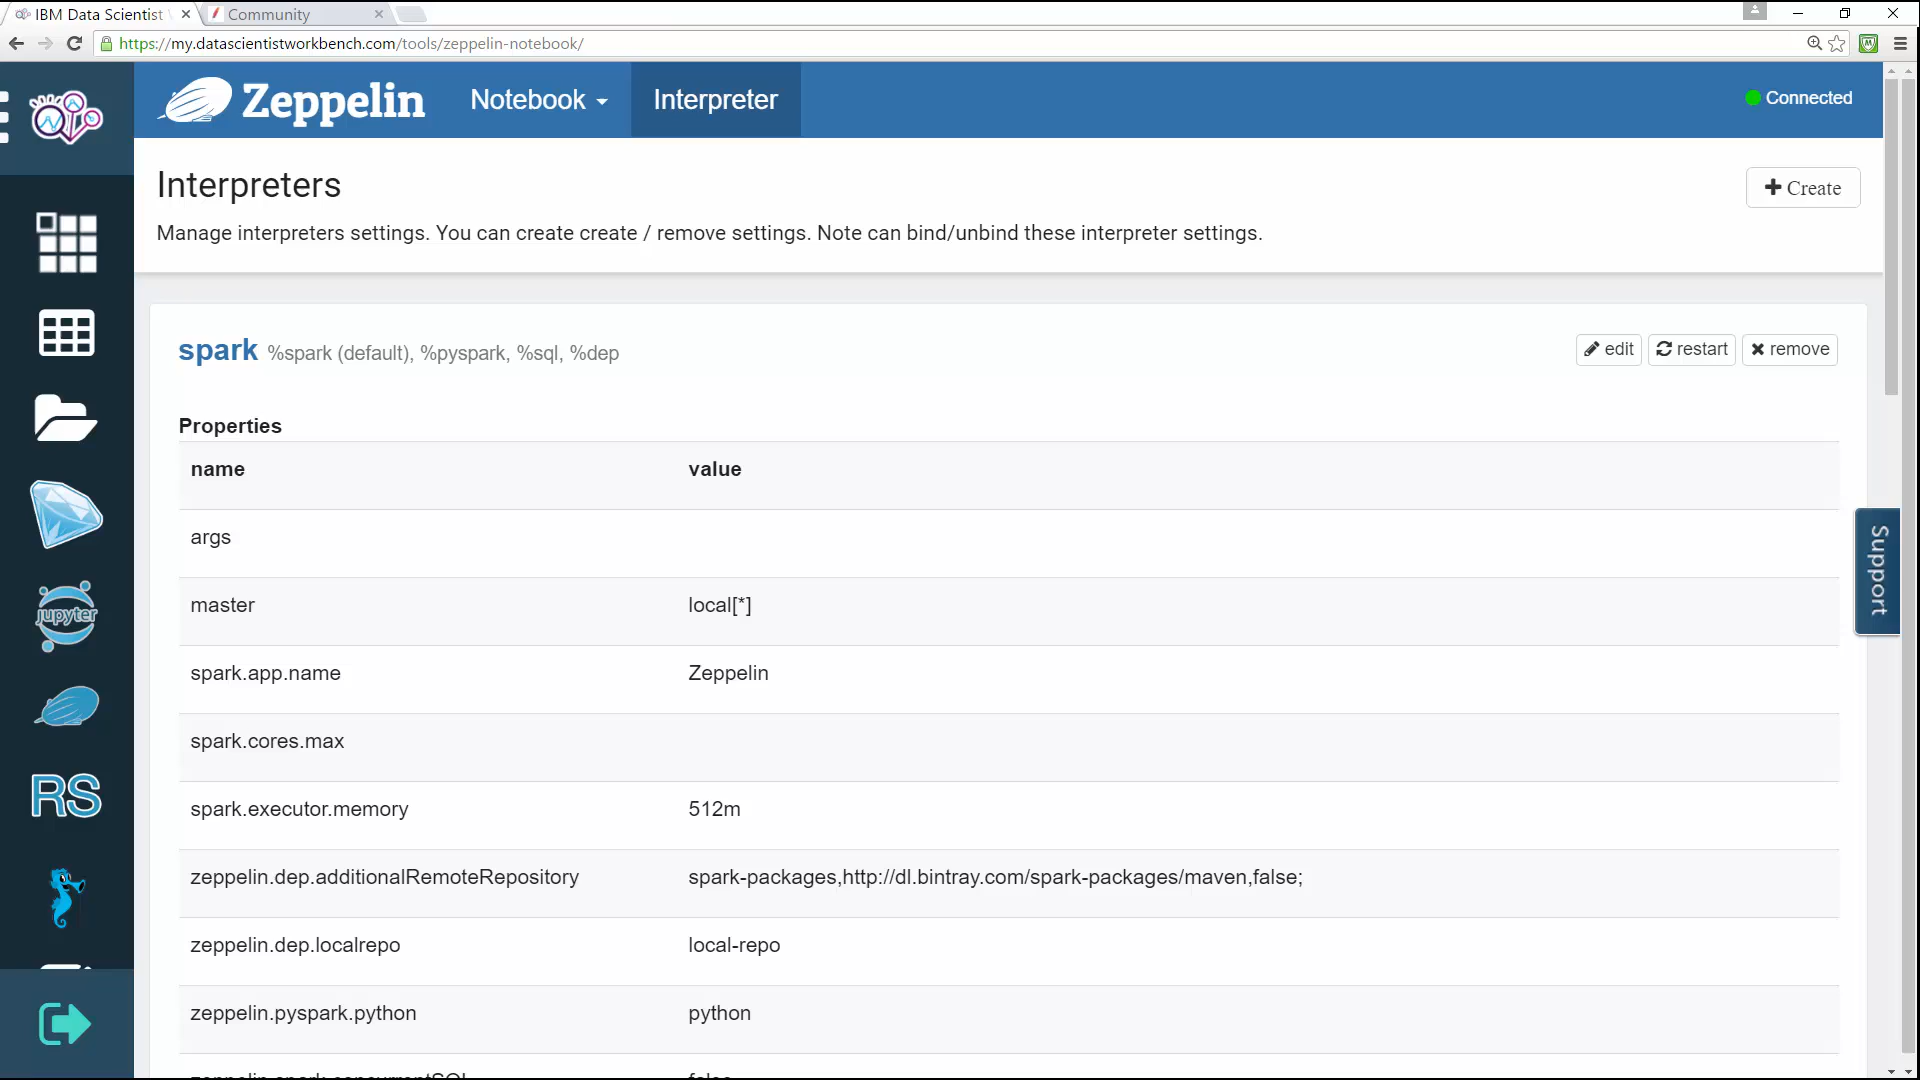 IBM Data Scientist
Community
https://my.datascientistworkbench.com/tools/zeppelin-notebook/
Zeppelin
Notebook
Interpreter
Connected
Interpreters
Create
Manage interpreters settings. You can create create / remove settings. Note can bind/unbind these interpreter settings.
spark %spark (default), %pyspark, %sql, %dep
edit
restart
remove
Properties
name value
args
master local[*]
spark.app.name Zeppelin
spark.cores.max
spark.executor.memory 512m
zeppelin.dep.additionalRemoteRepository spark-packages,http://dl.bintray.com/spark-packages/maven,false;
zeppelin.dep.localrepo local-repo
zeppelin.pyspark.python python
jupyter
RS
Support